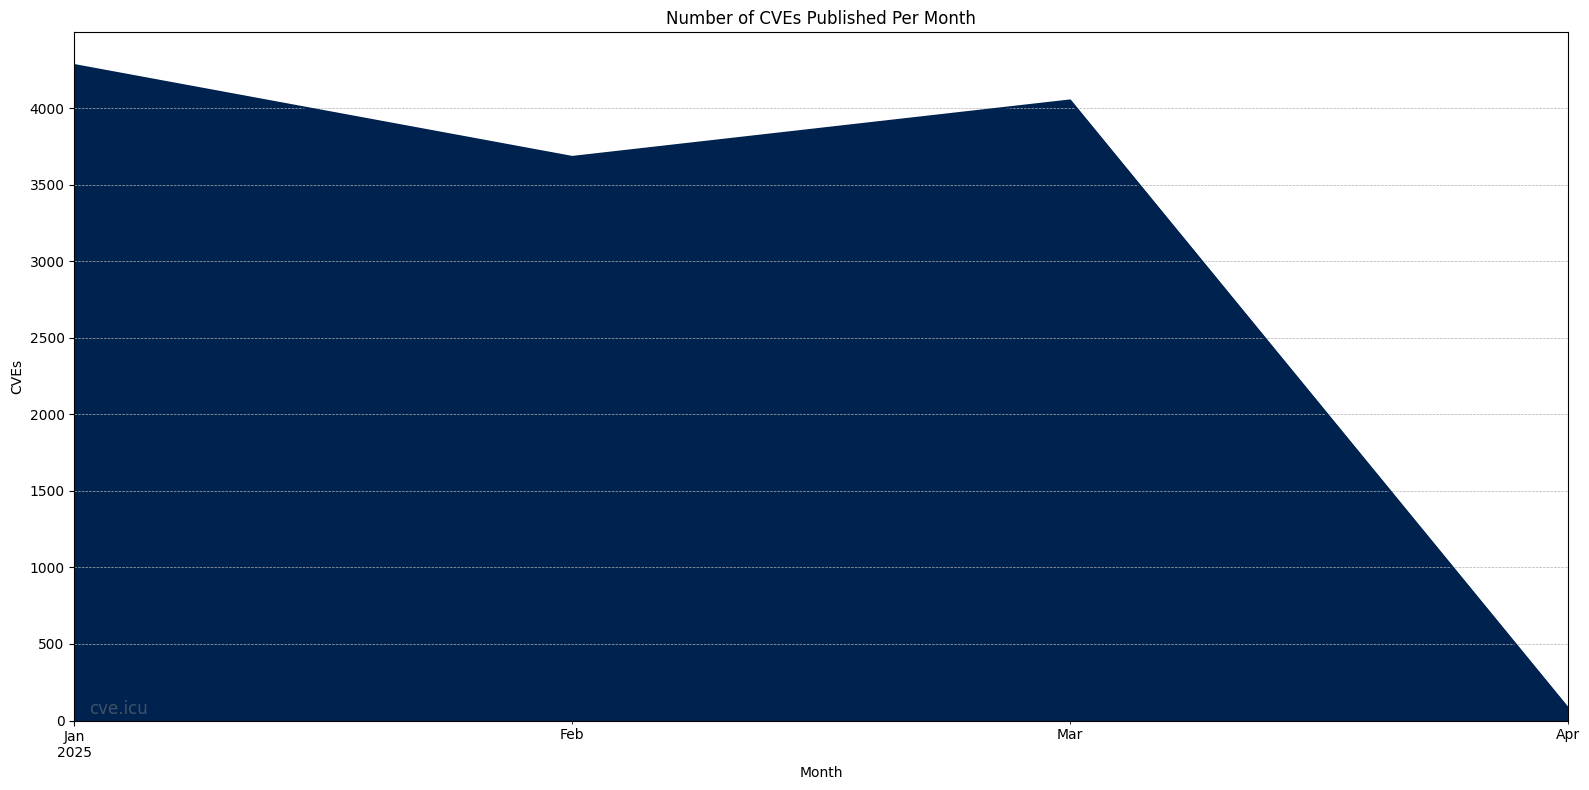 Number of CVEs Published Per Month
CVEs
4000
3500
3000
2500
2000
1500
1000
500
0
cve.icu
Jan
2025
Feb
Mar
Apr
Month